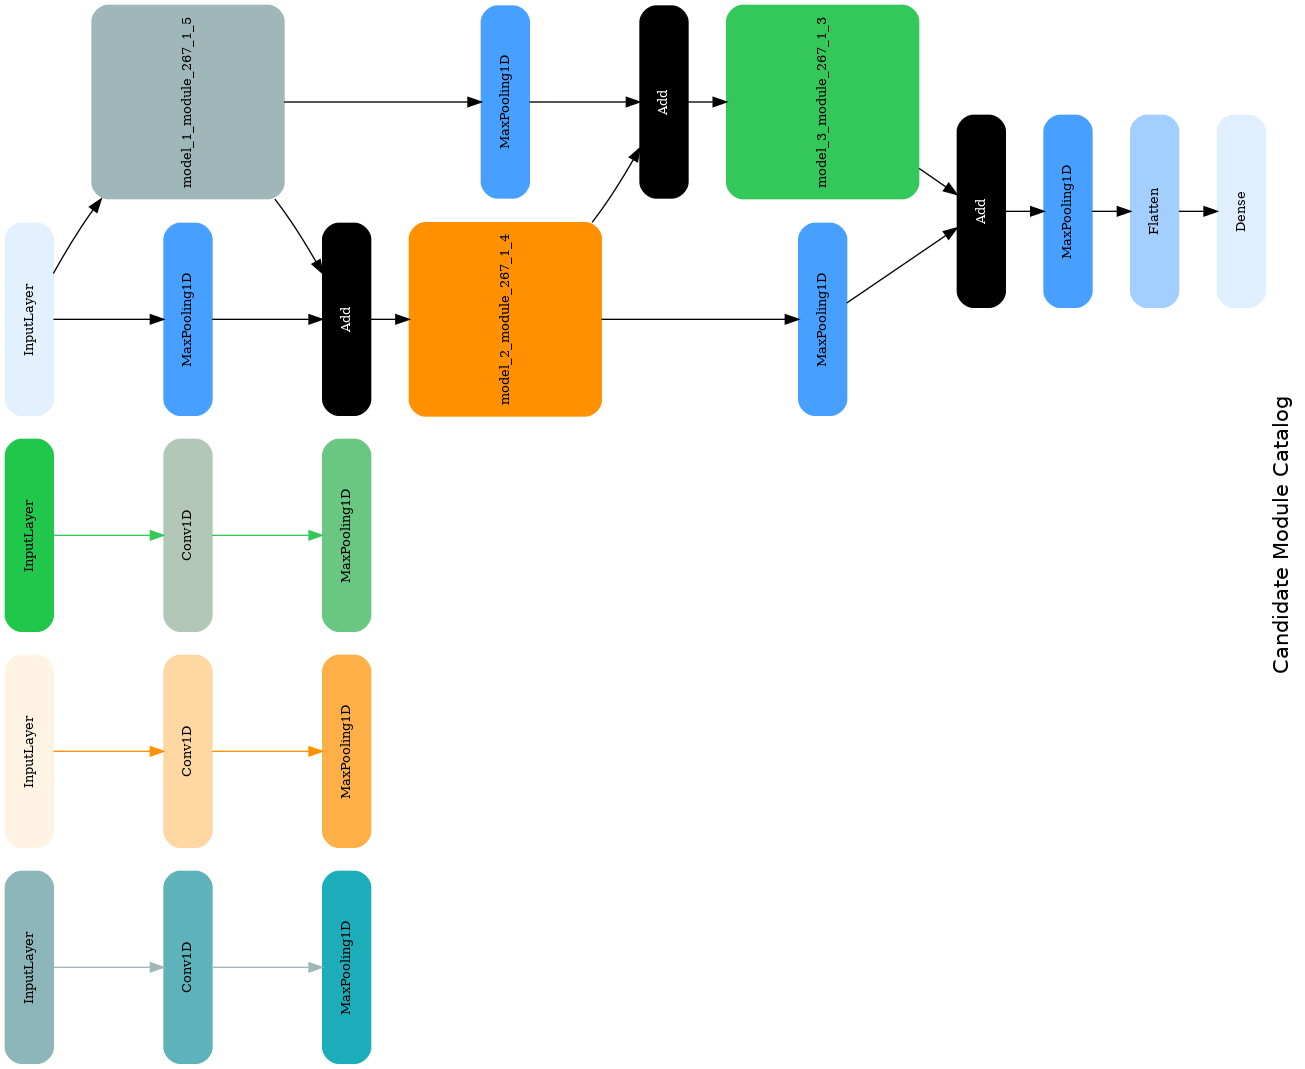 model_1_module_267_1_5
MaxPooling1D
Add
model_3_module_267_1_3
InputLayer
MaxPooling1D
Add
model_2_module_267_1_4
MaxPooling1D
Add
MaxPooling1D
Flatten
Dense
InputLayer
Conv1D
MaxPooling1D
InputLayer
Conv1D
MaxPooling1D
InputLayer
Conv1D
MaxPooling1D
Candidate Module Catalog